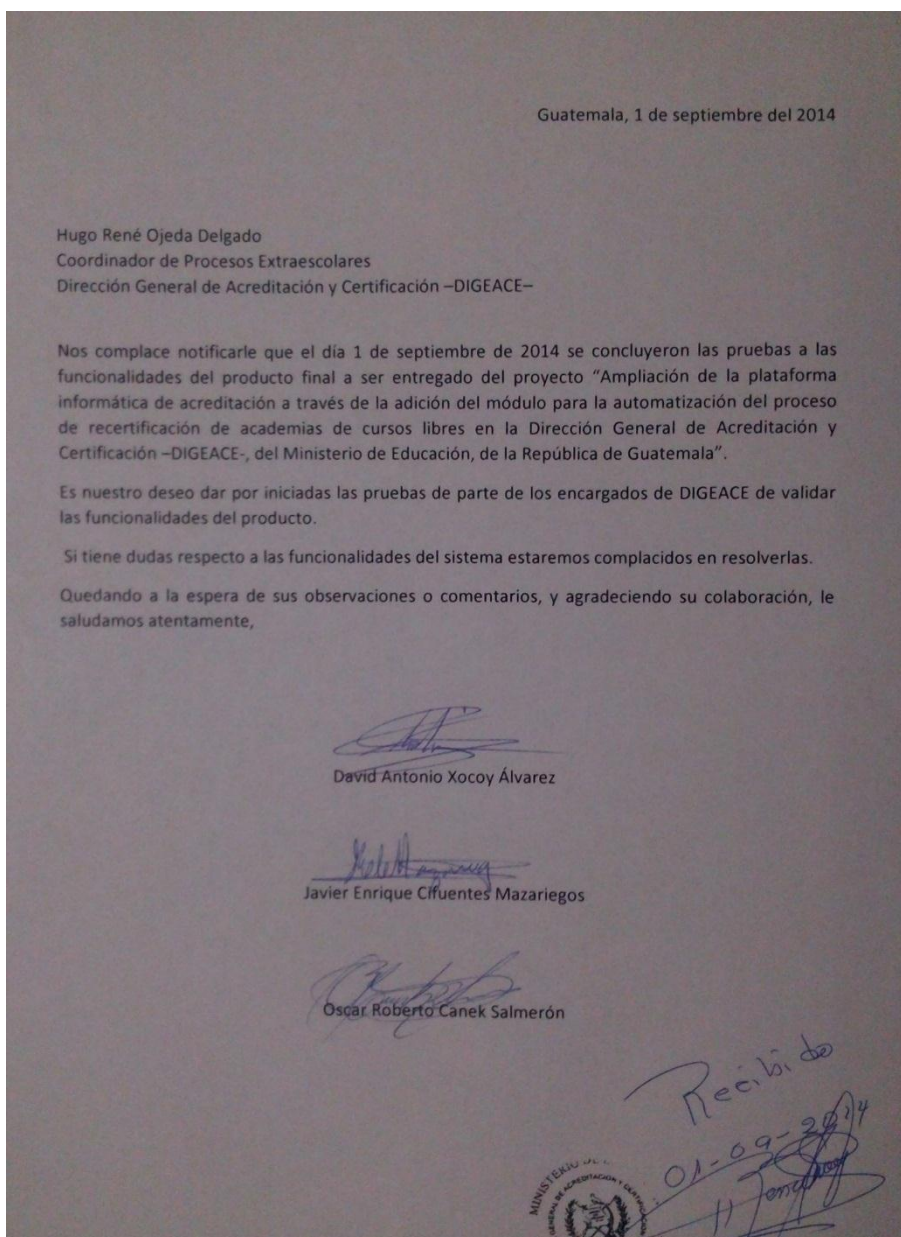 Guatemala, 1 de septiembre del 2014
Hugo René Ojeda Delgado
Coordinador de Procesos Extraescolares
Dirección General de Acreditación y Certificación –DIGEACE–
Nos complace notificarle que el día 1 de septiembre de 2014 se concluyeron las pruebas a las
funcionalidades del producto final a ser entregado del proyecto “Ampliación de la plataforma
informática de acreditación a través de la adición del módulo para la automatización del proceso
de recertificación de academias de cursos libres en la Dirección General de Acreditación y
Certificación –DIGEACE-, del Ministerio de Educación, de la República de Guatemala”.
Es nuestro deseo dar por iniciadas las pruebas de parte de los encargados de DIGEACE de validar
las funcionalidades del producto.
Si tiene dudas respecto a las funcionalidades del sistema estaremos complacidos en resolverlas.
Quedando a la espera de sus observaciones o comentarios, y agradeciendo su colaboración, le
saludamos atentamente,
David Antonio Xocoy Álvarez
Javier Enrique Cifuentes Mazariegos
Oscar Roberto Canek Salmerón
Recibido
01-09-2014
MINISTERIO DE
GENERAL DE ACREDITACION Y CERTIFICACION